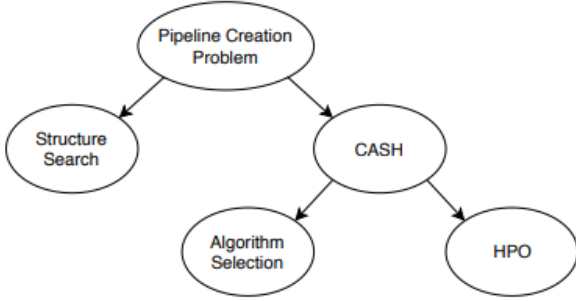 Pipeline Creation
Problem
Structure
Search
CASH
Algorithm
Selection
HPO